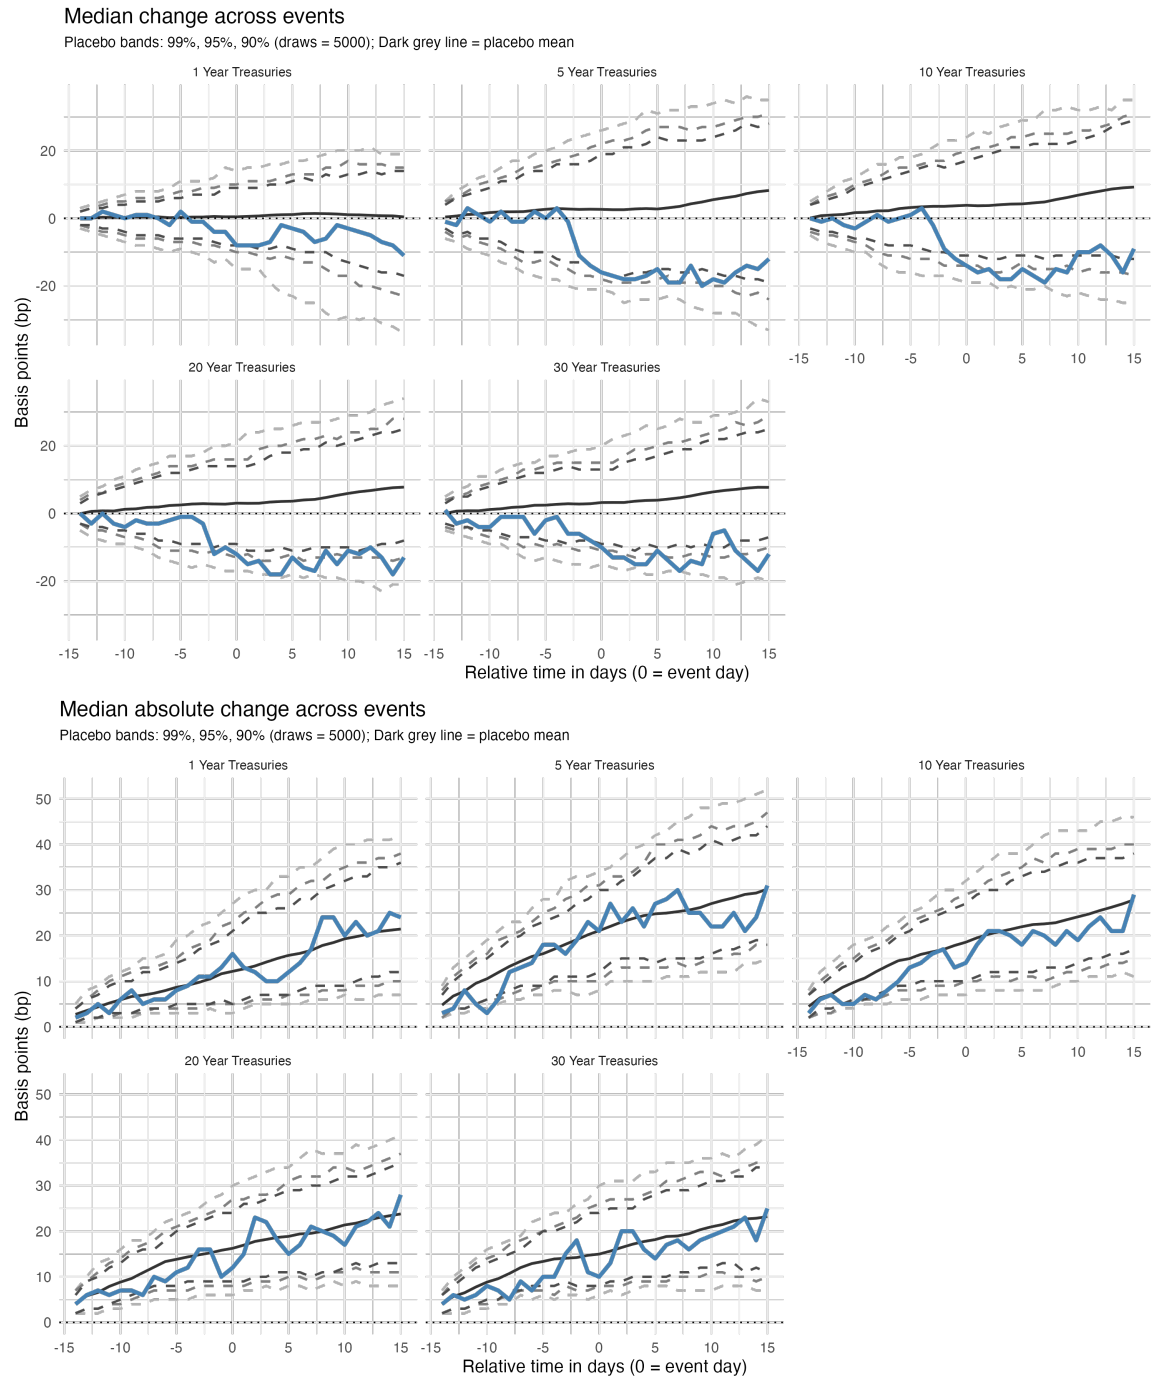 Median change across events
Placebo bands: 99%, 95%, 90% (draws = 5000); Dark grey line = placebo mean
1 Year Treasuries
5 Year Treasuries
10 Year Treasuries
20
0
-20
-15 -10 -5 0 5 10 15
Basis points (bp)
20 Year Treasuries
30 Year Treasuries
20
0
-20
-15 -10 -5 0 5 10 15
-15 -10 -5 0 5 10 15
Relative time in days (0 = event day)
Median absolute change across events
Placebo bands: 99%, 95%, 90% (draws = 5000); Dark grey line = placebo mean
1 Year Treasuries
5 Year Treasuries
10 Year Treasuries
50
40
30
20
10
0
-15 -10 -5 0 5 10 15
Basis points (bp)
20 Year Treasuries
30 Year Treasuries
50
40
30
20
10
0
-15 -10 -5 0 5 10 15
-15 -10 -5 0 5 10 15
Relative time in days (0 = event day)